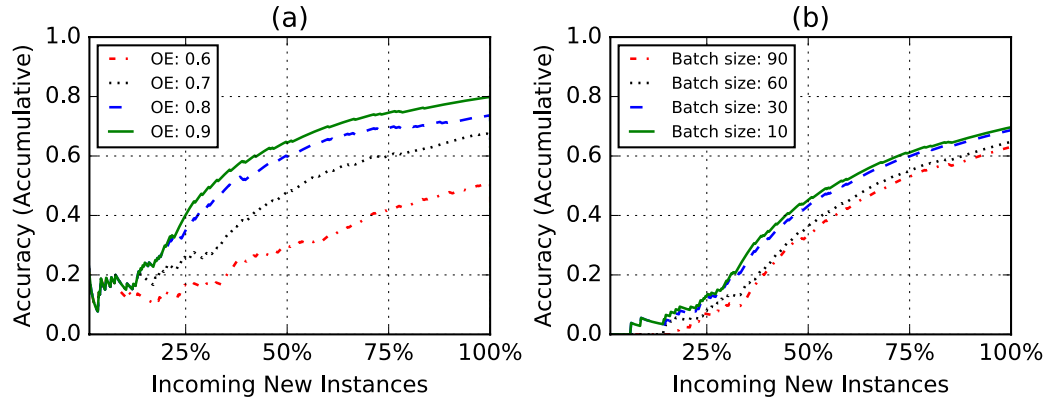 (a)
Accuracy (Accumulative)
1.0
0.8
0.6
0.4
0.2
0.0
OE: 0.6
OE: 0.7
OE: 0.8
OE: 0.9
25%
50%
75%
100%
Incoming New Instances
(b)
Accuracy (Accumulative)
1.0
0.8
0.6
0.4
0.2
0.0
Batch size: 90
Batch size: 60
Batch size: 30
Batch size: 10
25%
50%
75%
100%
Incoming New Instances